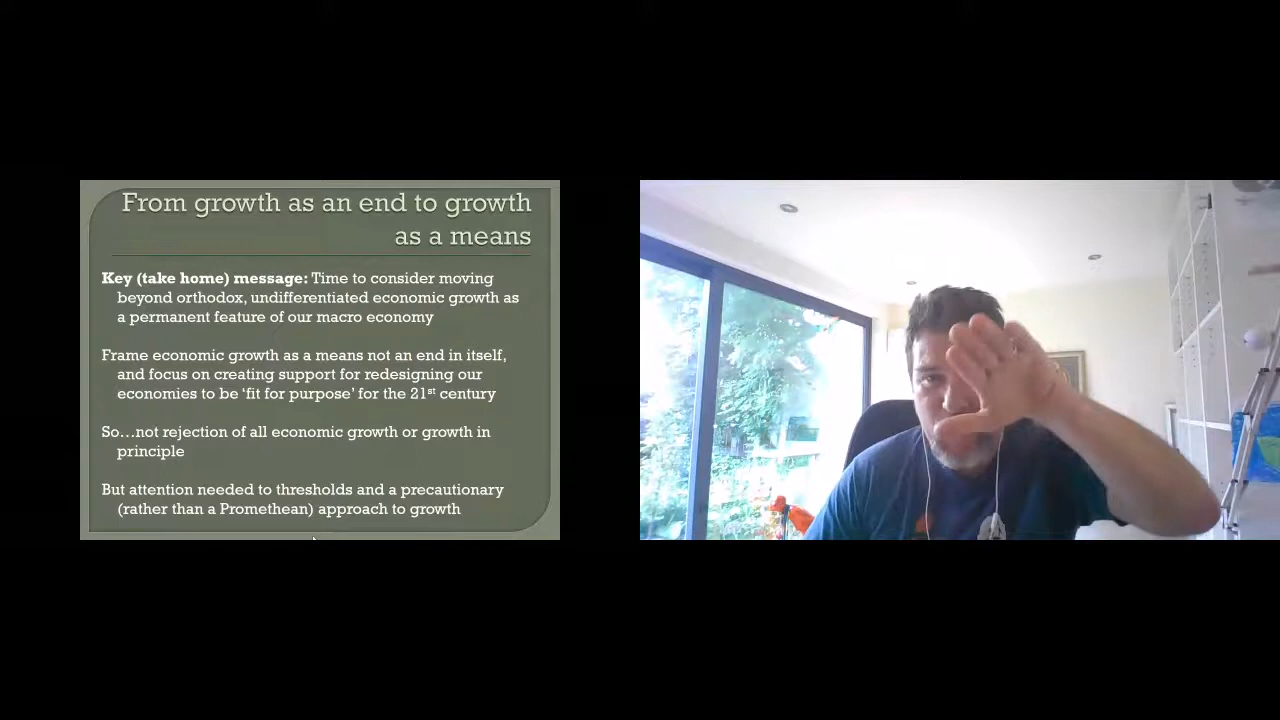 From growth as an end to growth
as a means
Key (take home) message: Time to consider moving
beyond orthodox, undifferentiated economic growth as
a permanent feature of our macro economy
Frame economic growth as a means not an end in itself,
and focus on creating support for redesigning our
economies to be ‘fit for purpose’ for the 21st century
So…not rejection of all economic growth or growth in
principle
But attention needed to thresholds and a precautionary
(rather than a Promethean) approach to growth